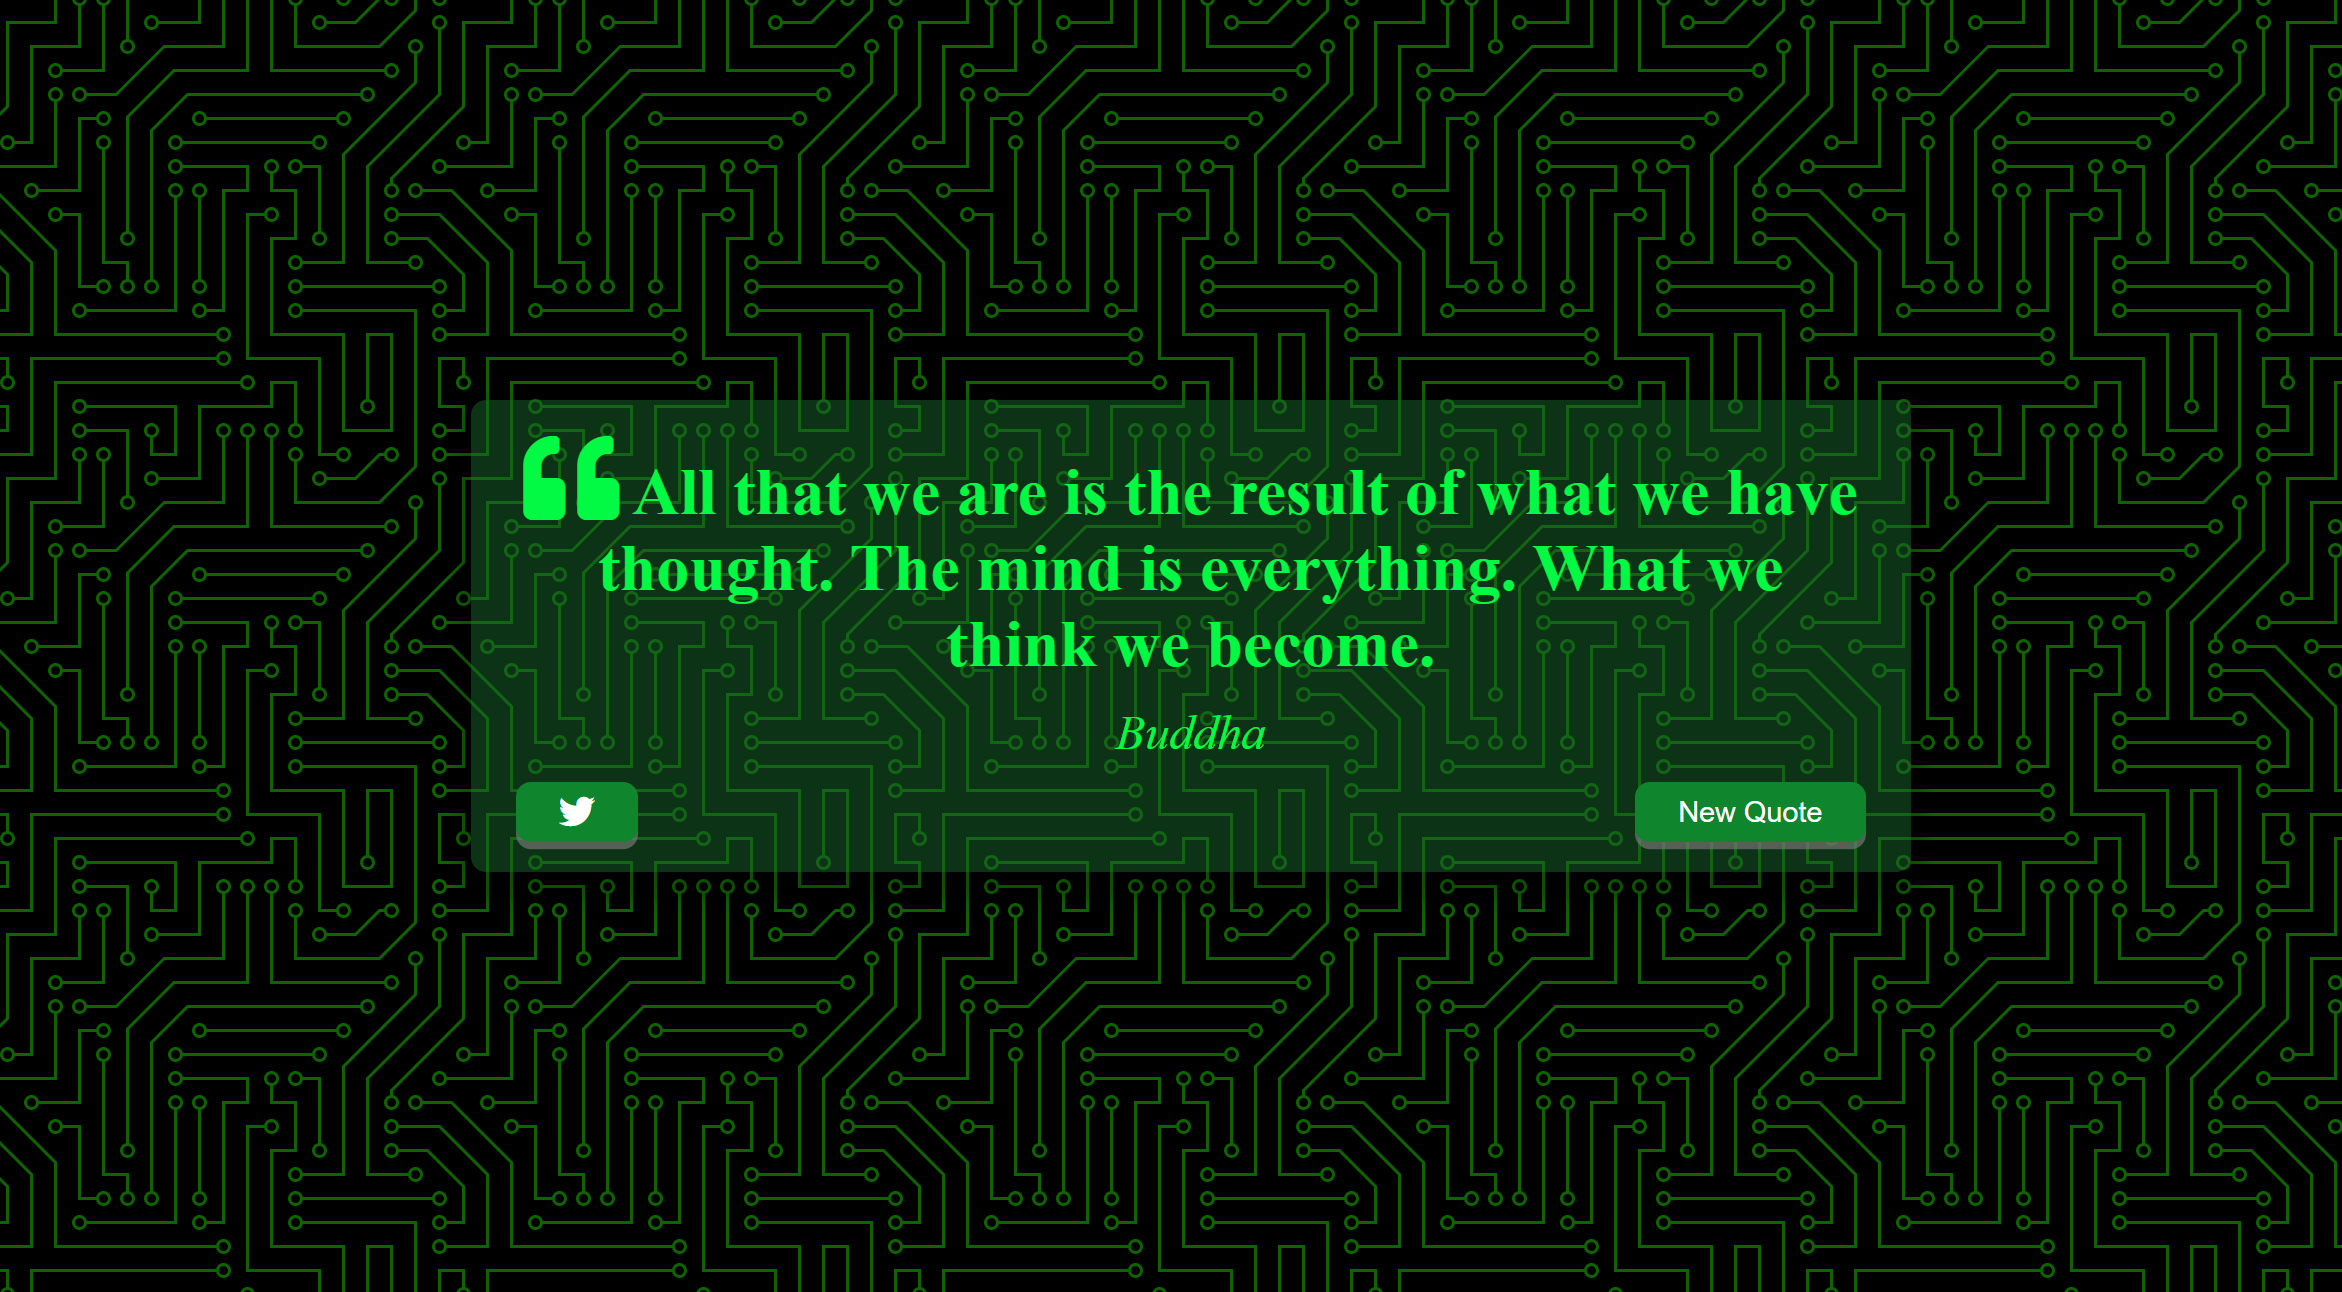 ❝All that we are is the result of what we have
thought. The mind is everything. What we
think we become.
Buddha
New Quote